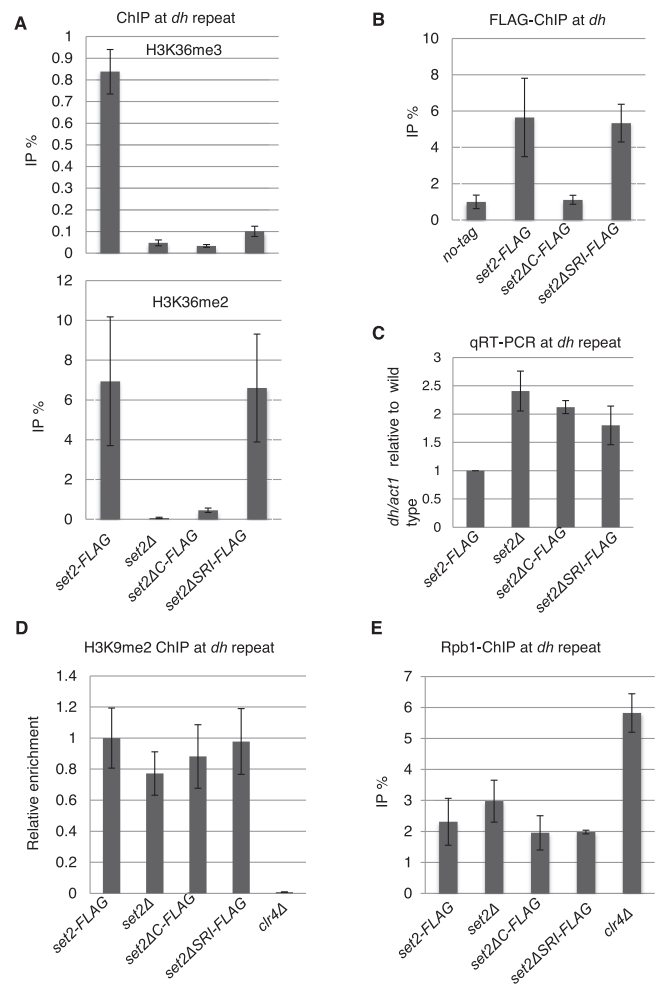 A
ChIP at dh repeat
H3K36me3
IP %
1
0.9
0.8
0.7
0.6
0.5
0.4
0.3
0.2
0.1
0
H3K36me2
IP %
12
10
8
6
4
2
0
set2-FLAG
set2Δ
set2ΔC-FLAG
set2ΔSRI-FLAG
B
FLAG-ChIP at dh
IP %
10
8
6
4
2
0
no-tag
set2-FLAG
set2ΔC-FLAG
set2ΔSRI-FLAG
C
qRT-PCR at dh repeat
dh/act1 relative to wild
type
3
2.5
2
1.5
1
0.5
0
set2-FLAG
set2Δ
set2ΔC-FLAG
set2ΔSRI-FLAG
D
H3K9me2 ChIP at dh repeat
Relative enrichment
1.4
1.2
1
0.8
0.6
0.4
0.2
0
set2-FLAG
set2Δ
set2ΔC-FLAG
set2ΔSRI-FLAG
clr4Δ
E
Rpb1-ChIP at dh repeat
IP %
7
6
5
4
3
2
1
0
set2-FLAG
set2Δ
set2ΔC-FLAG
set2ΔSRI-FLAG
clr4Δ